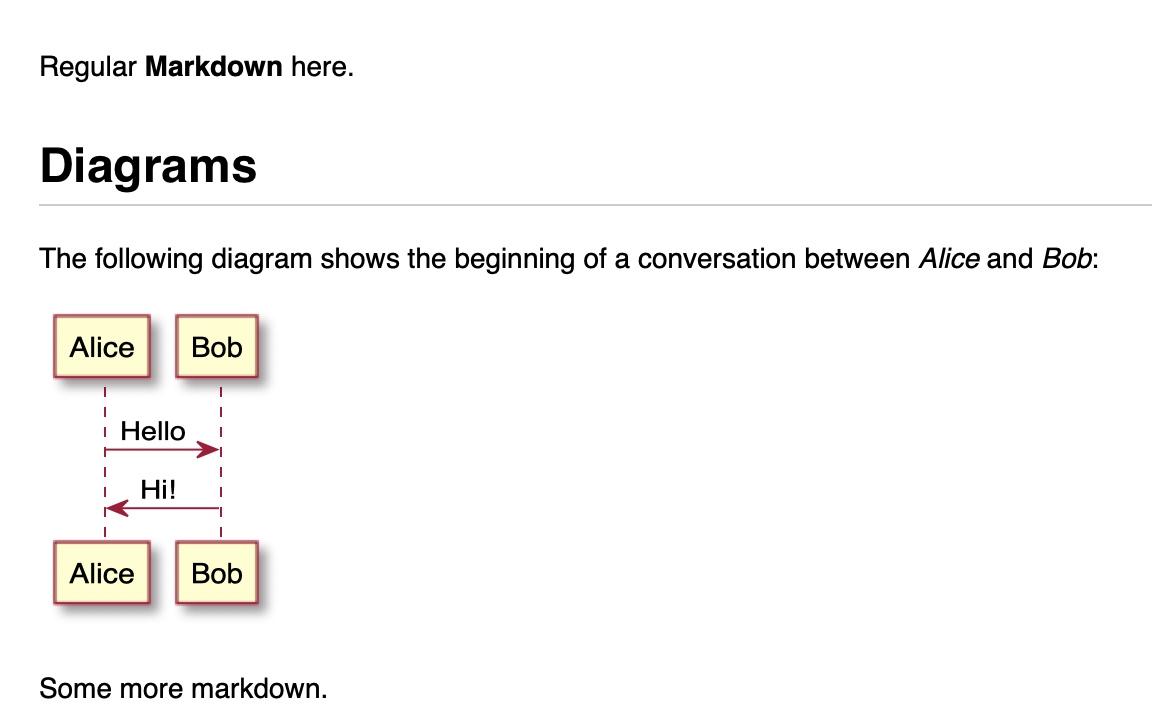 Regular Markdown here.
Diagrams
The following diagram shows the beginning of a conversation between Alice and Bob:
Alice Bob
Hello
Hi!
Alice Bob
Some more markdown.